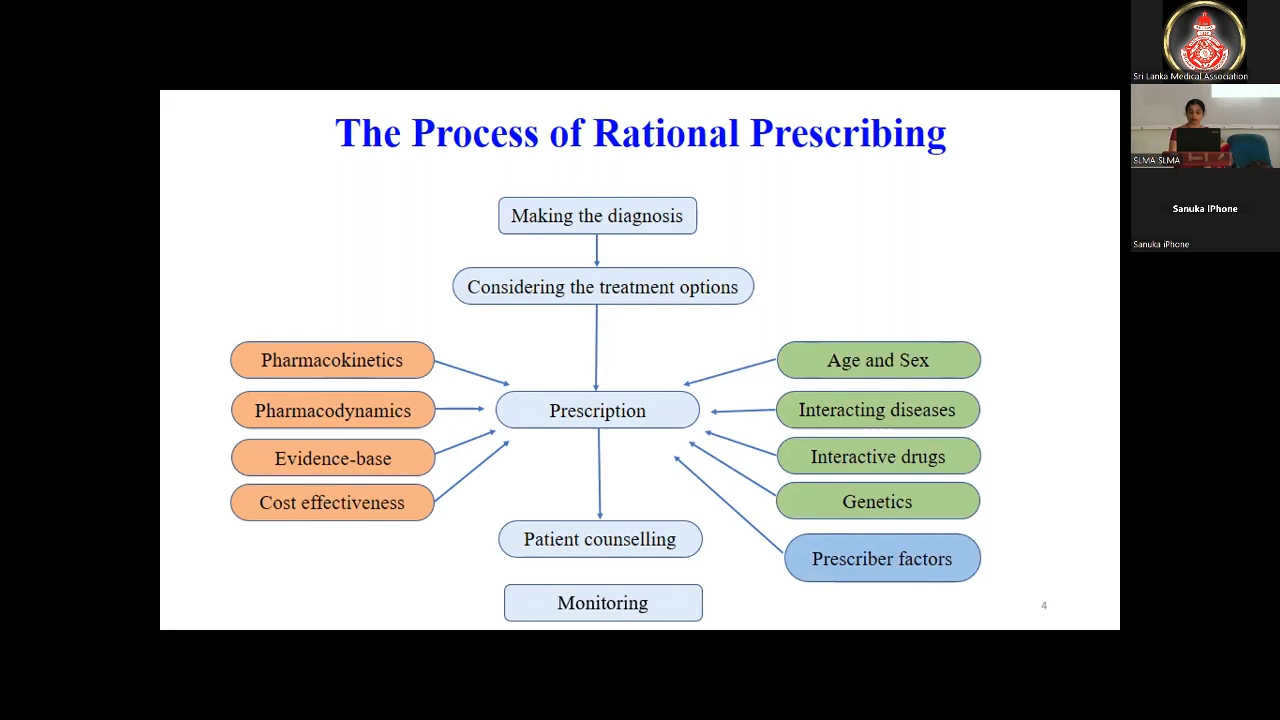 The Process of Rational Prescribing
Making the diagnosis
Considering the treatment options
Pharmacokinetics
Pharmacodynamics
Evidence-base
Cost effectiveness
Prescription
Age and Sex
Interacting diseases
Interactive drugs
Genetics
Prescriber factors
Patient counselling
Monitoring
4
Sri Lanka Medical Association
SLMA SLMA
Sanuka iPhone
Sanuka iPhone